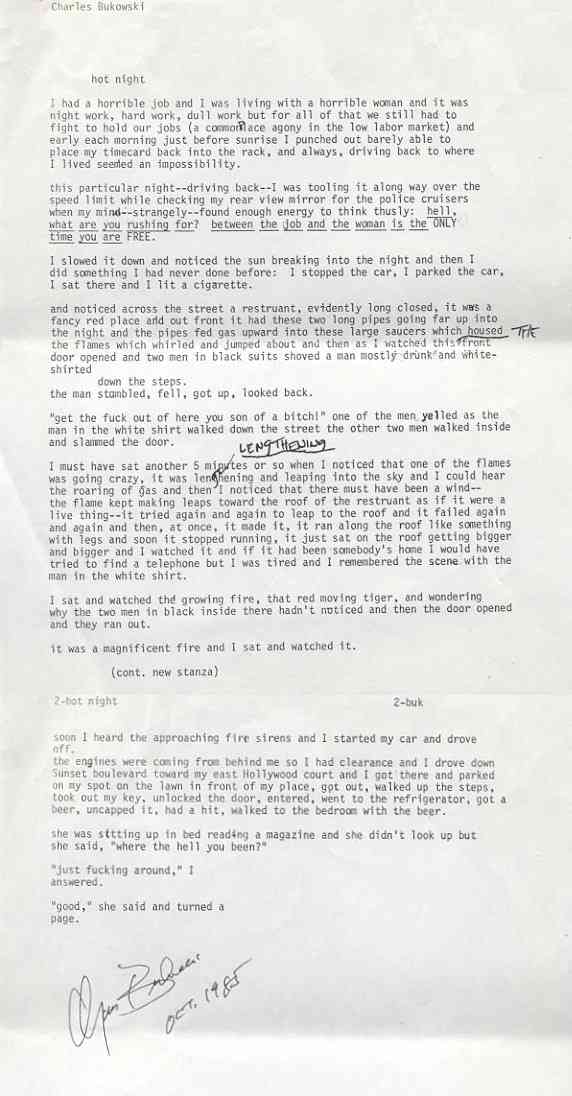 Charles Bukowski
hot night
I had a horrible job and I was living with a horrible woman and it was
night work, hard work, dull work but for all of that we still had to
fight to hold our jobs (a commonPlace agony in the low labor market) and
early each morning just before sunrise I punched out barely able to
place my timecard back into the rack, and always, driving back to where
I lived seemed an impossibility.
this particular night--driving back--I was tooling it along way over the
speed limit while checking my rear view mirror for the police cruisers
when my mind--strangely--found enough energy to think thusly: hell,
what are you rushing for? between the job and the woman is the ONLY
time you are FREE.
I slowed it down and noticed the sun breaking into the night and then I
did something I had never done before: I stopped the car, I parked the car,
I sat there and I lit a cigarette.
and noticed across the street a restruant, evidently long closed, it was a
fancy red place and out front it had these two long pipes going far up into
the night and the pipes fed gas upward into these large saucers which housed
the flames which whirled and jumped about and then as I watched this front
door opened and two men in black suits shoved a man mostly drunk and white-
shirted
down the steps.
the man stumbled, fell, got up, looked back.
"get the fuck out of here you son of a bitch!" one of the men yelled as the
man in the white shirt walked down the street the other two men walked inside
and slammed the door.
LENGTHENING
I must have sat another 5 minutes or so when I noticed that one of the flames
was going crazy, it was lenghening and leaping into the sky and I could hear
the roaring of gas and then I noticed that there must have been a wind--
the flame kept making leaps toward the roof of the restruant as if it were a
live thing--it tried again and again to leap to the roof and it failed again
and again and then, at once, it made it, it ran along the roof like something
with legs and soon it stopped running, it just sat on the roof getting bigger
and bigger and I watched it and if it had been somebody's home I would have
tried to find a telephone but I was tired and I remembered the scene with the
man in the white shirt.
I sat and watched the growing fire, that red moving tiger, and wondering
why the two men in black inside there hadn't noticed and then the door opened
and they ran out.
it was a magnificent fire and I sat and watched it.
(cont. new stanza)
2-hot night 2-buk
soon I heard the approaching fire sirens and I started my car and drove
off.
the engines were coming from behind me so I had clearance and I drove down
Sunset boulevard toward my east Hollywood court and I got there and parked
on my spot on the lawn in front of my place, got out, walked up the steps,
took out my key, unlocked the door, entered, went to the refrigerator, got a
beer, uncapped it, had a hit, walked to the bedroom with the beer.
she was sitting up in bed reading a magazine and she didn't look up but
she said, "where the hell you been?"
"just fucking around," I
answered.
"good," she said and turned a
page.
Charles Bukowski
OCT. 1985